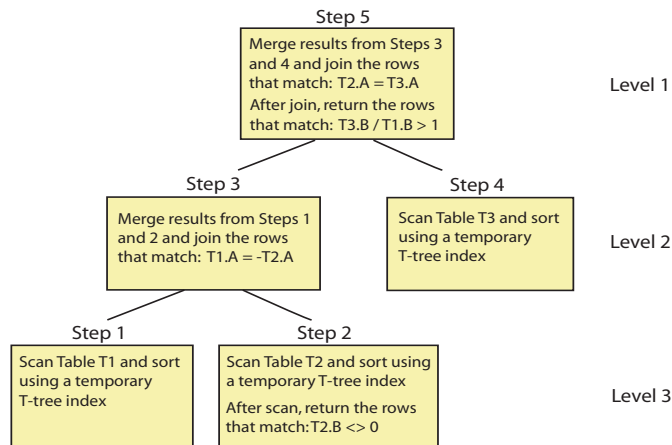 Step 5
Merge results from Steps 3
and 4 and join the rows
that match: T2.A = T3.A
After join, return the rows
that match: T3.B / T1.B > 1
Level 1
Step 3
Step 4
Merge results from Steps 1
and 2 and join the rows
that match: T1.A = -T2.A
Scan Table T3 and sort
using a temporary
T-tree index
Level 2
Step 1
Step 2
Scan Table T1 and sort
using a temporary
T-tree index
Scan Table T2 and sort using
a temporary T-tree index
After scan, return the rows
that match:T2.B <> 0
Level 3